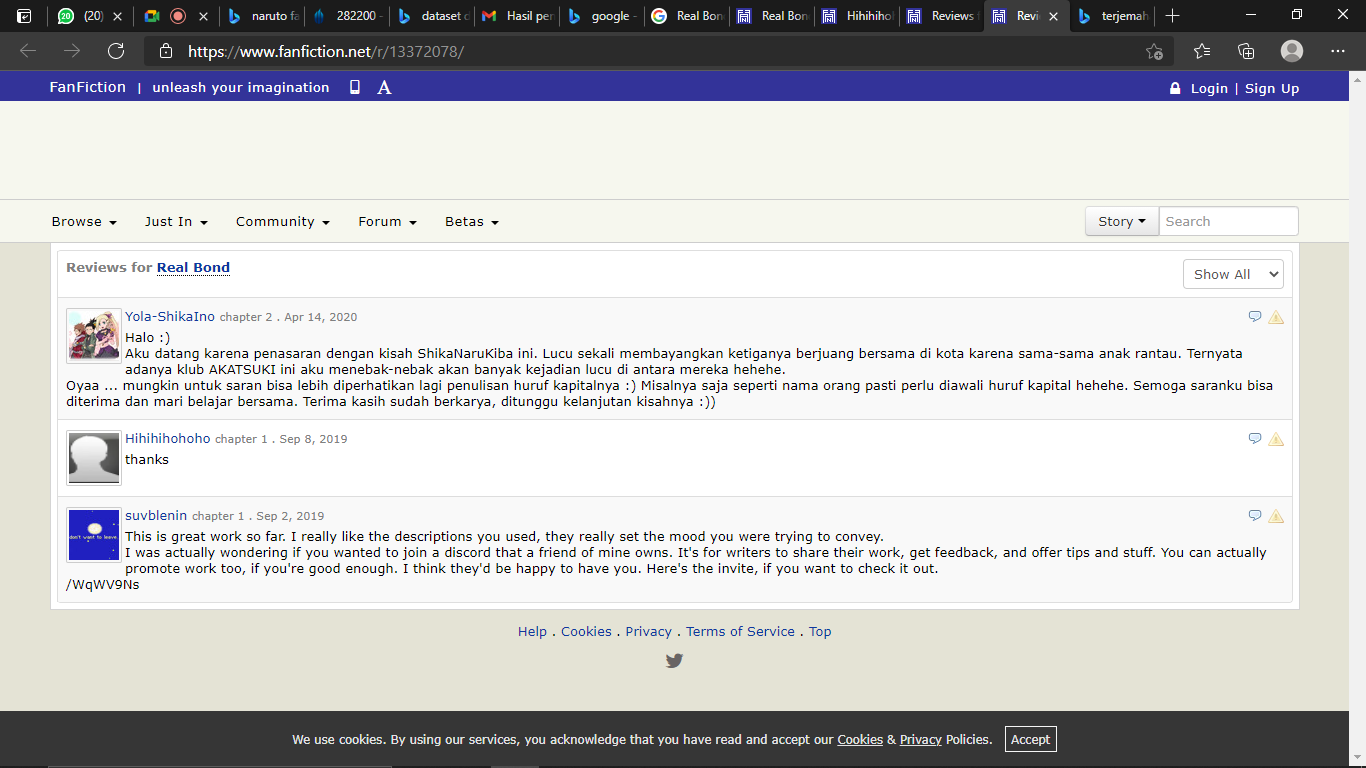 (20)
naruto fa
282200 -
dataset d
Hasil per
google -
Real Bon
Real Bon
Hihihihol
Reviews f
Revi
terjemah
https://www.fanfiction.net/r/13372078/
FanFiction | unleash your imagination A
Login | Sign Up
Browse Just In Community Forum Betas
Story Search
Reviews for Real Bond
Show All
Yola-ShikaIno chapter 2 . Apr 14, 2020
Halo :)
Aku datang karena penasaran dengan kisah ShikaNaruKiba ini. Lucu sekali membayangkan ketiganya berjuang bersama di kota karena sama-sama anak rantau. Ternyata
adanya klub AKATSUKI ini aku menebak-nebak akan banyak kejadian lucu di antara mereka hehehe.
Oyaa ... mungkin untuk saran bisa lebih diperhatikan lagi penulisan huruf kapitalnya :) Misalnya saja seperti nama orang pasti perlu diawali huruf kapital hehehe. Semoga saranku bisa
diterima dan mari belajar bersama. Terima kasih sudah berkarya, ditunggu kelanjutan kisahnya :))
Hihihihohoho chapter 1 . Sep 8, 2019
thanks
don't want to leave
suvblenin chapter 1 . Sep 2, 2019
This is great work so far. I really like the descriptions you used, they really set the mood you were trying to convey.
I was actually wondering if you wanted to join a discord that a friend of mine owns. It's for writers to share their work, get feedback, and offer tips and stuff. You can actually
promote work too, if you're good enough. I think they'd be happy to have you. Here's the invite, if you want to check it out.
/WqWV9Ns
Help . Cookies . Privacy . Terms of Service . Top
We use cookies. By using our services, you acknowledge that you have read and accept our Cookies & Privacy Policies. Accept